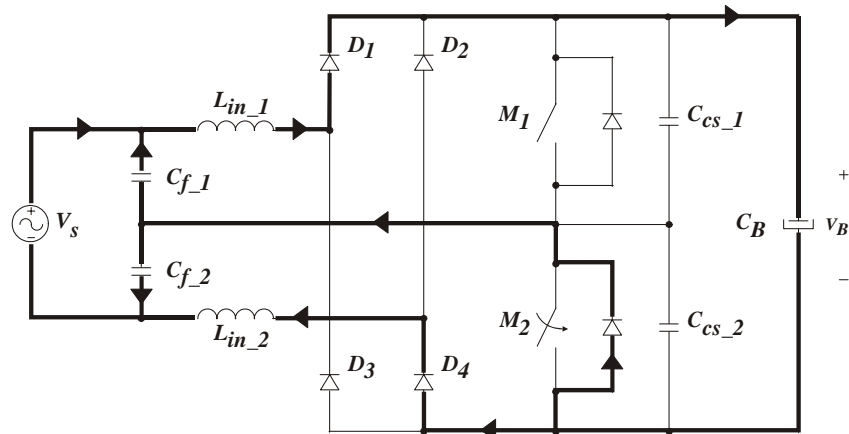 D1
D2
Lin_1
M1
Ccs_1
Cf_1
+
+
Vs
−
CB
VB
Cf_2
−
Lin_2
M2
Ccs_2
D3
D4